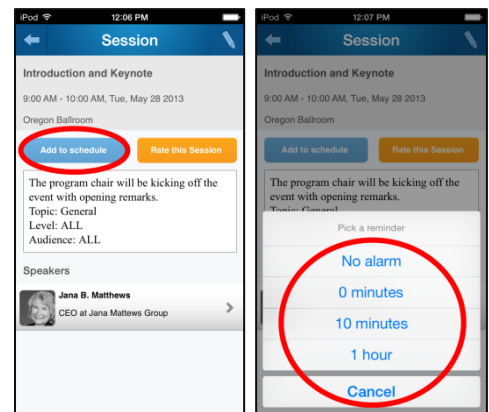 iPod 12:06 PM
Session
Introduction and Keynote
9:00 AM - 10:00 AM, Tue, May 28 2013
Oregon Ballroom
Add to schedule Rate this Session
The program chair will be kicking off the
event with opening remarks.
Topic: General
Level: ALL
Audience: ALL
Speakers
Jana B. Matthews
CEO at Jana Mattews Group
iPod 12:07 PM
Session
Introduction and Keynote
9:00 AM - 10:00 AM, Tue, May 28 2013
Oregon Ballroom
Add to schedule Rate this Session
The program chair will be kicking off the
event with opening remarks.
Topic: General
Pick a reminder
No alarm
0 minutes
10 minutes
1 hour
Cancel